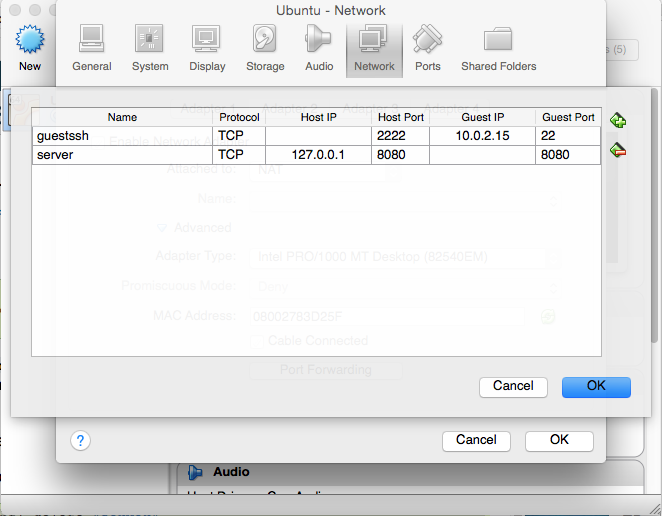 Ubuntu - Network
New
General
System
Display
Storage
Audio
Network
Ports
Shared Folders
s (5)
Adapter 1 Adapter 2 Adapter 3 Adapter 4
Name Protocol Host IP Host Port Guest IP Guest Port
guestssh TCP 2222 10.0.2.15 22
server TCP 127.0.0.1 8080 8080
Enable Network Adapter
Attached to: NAT
Name:
Advanced
Adapter Type: Intel PRO/1000 MT Desktop (82540EM)
Promiscuous Mode: Deny
MAC Address: 08002783D25F
Cable Connected
Port Forwarding
Cancel OK
? Cancel OK
Audio